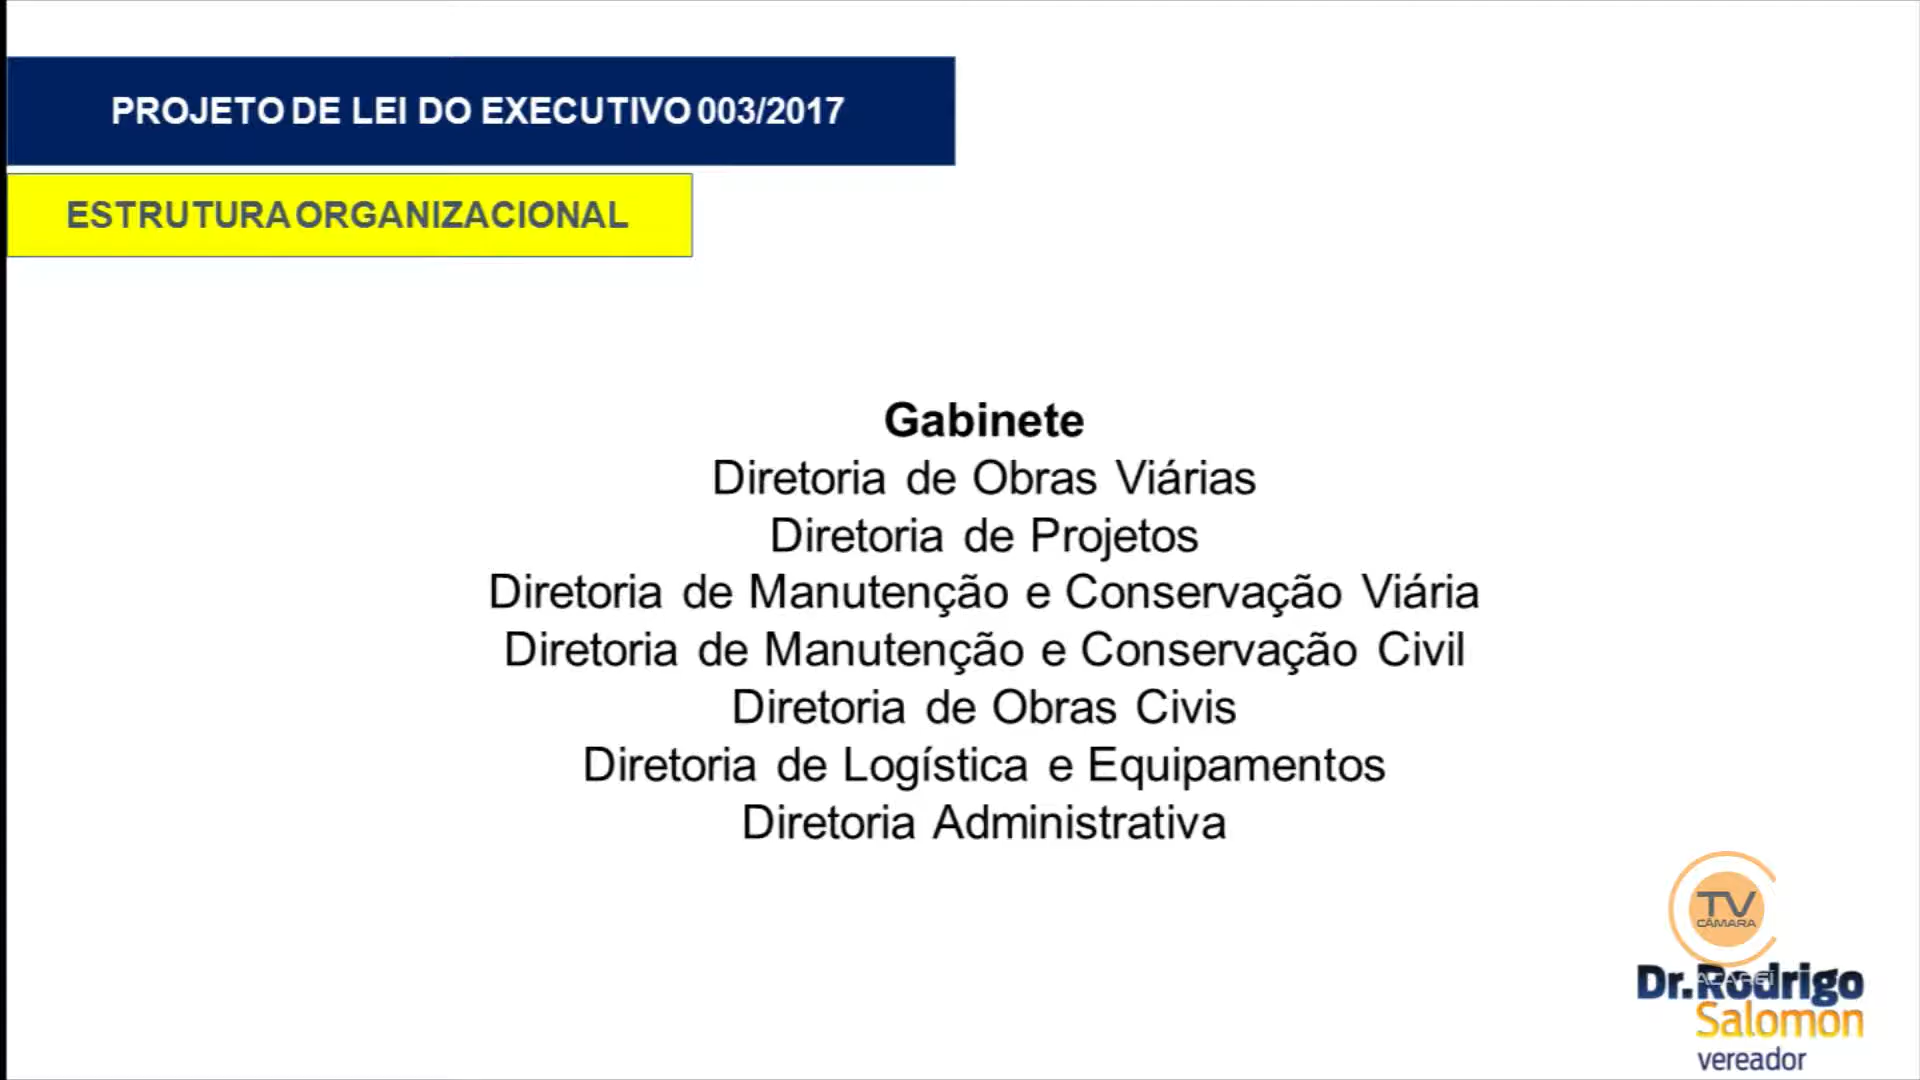 PROJETO DE LEI DO EXECUTIVO 003/2017
ESTRUTURA ORGANIZACIONAL
Gabinete
Diretoria de Obras Viárias
Diretoria de Projetos
Diretoria de Manutenção e Conservação Viária
Diretoria de Manutenção e Conservação Civil
Diretoria de Obras Civis
Diretoria de Logística e Equipamentos
Diretoria Administrativa
TV
CÂMARA
Dr. Rodrigo
Salomon
vereador